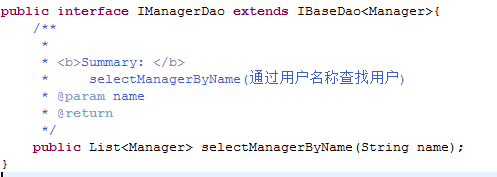 public interface IManagerDao extends IBaseDao<Manager>{
/**
*
* <b>Summary: </b>
* selectManagerByName(通过用户名称查找用户)
* @param name
* @return
*/
public List<Manager> selectManagerByName(String name);
}